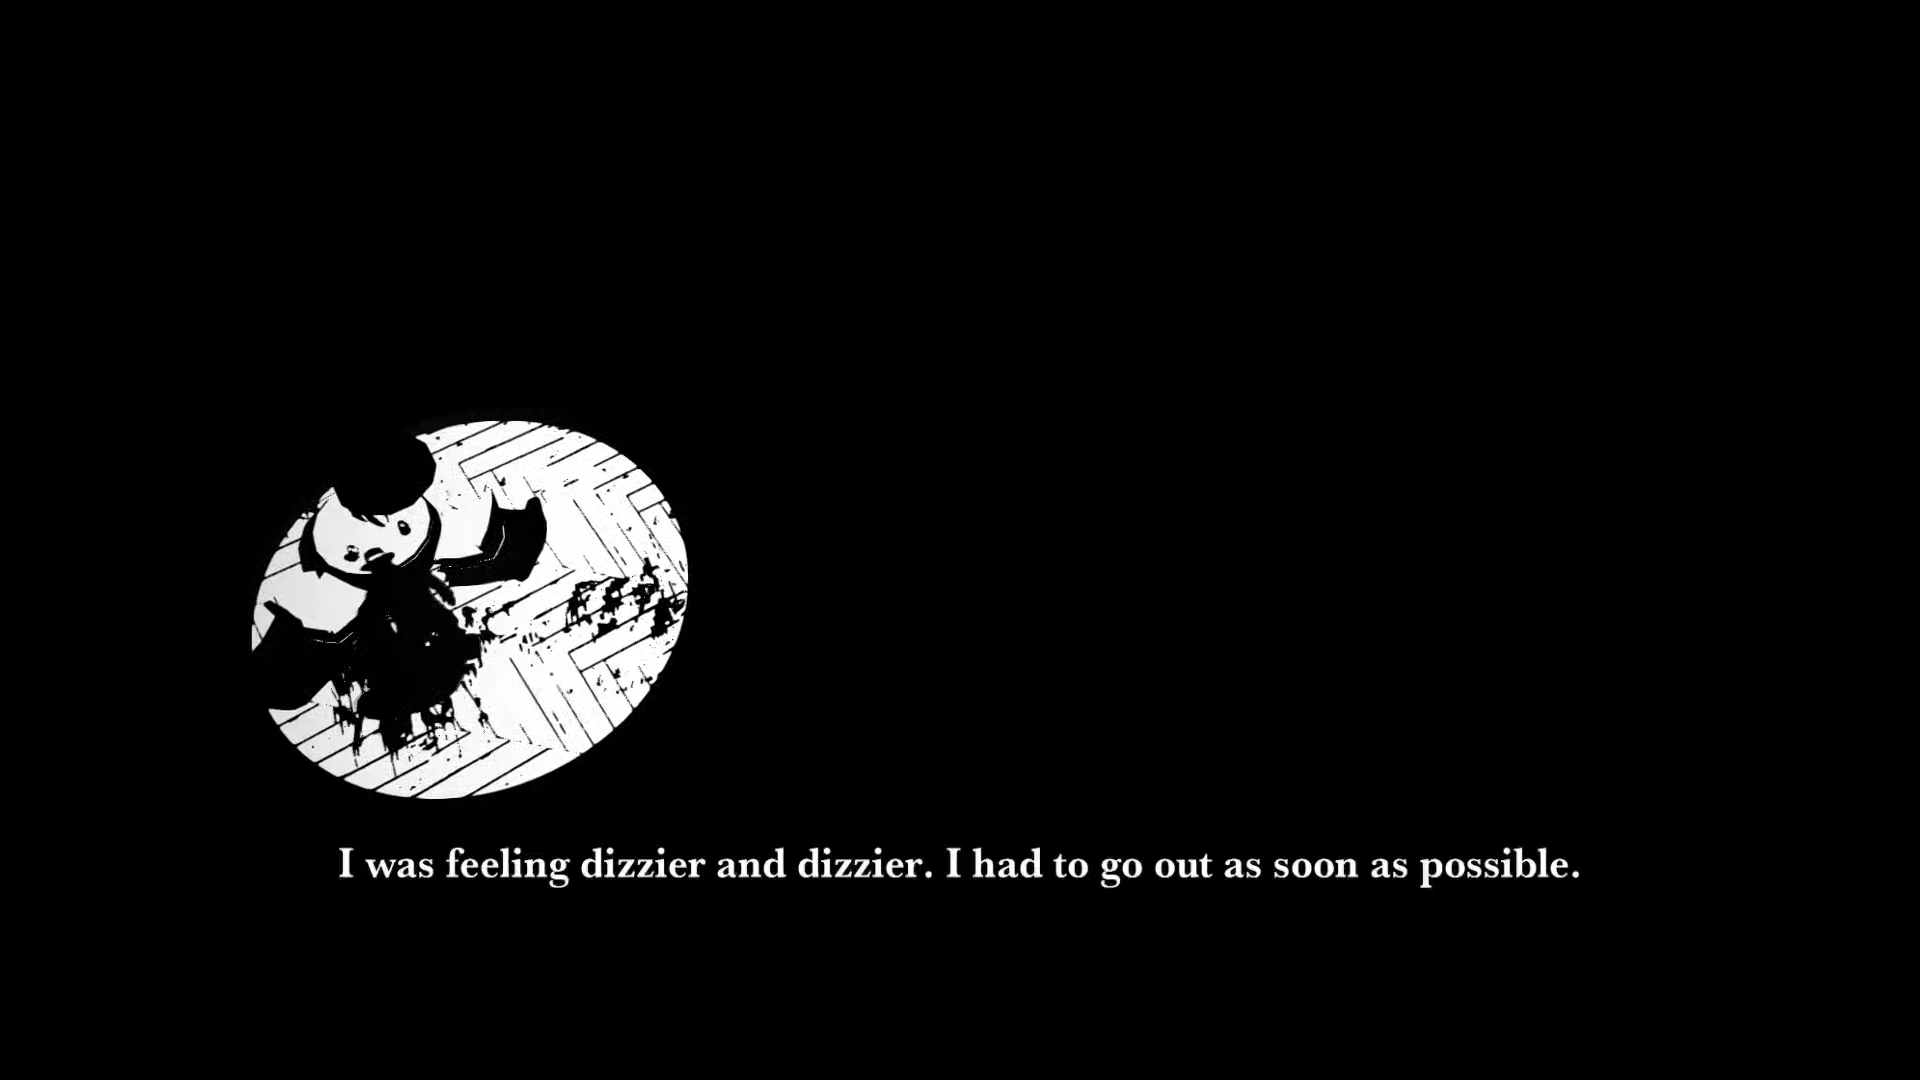 I was feeling dizzier and dizzier. I had to go out as soon as possible.